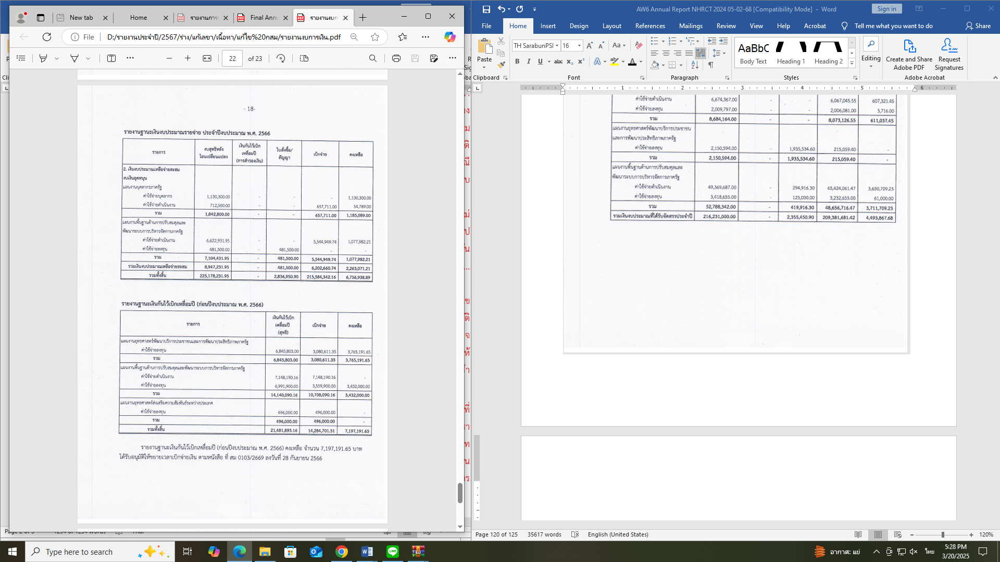 New tab
Home
รายงานการเ
Final Annu
รายงานงบก
File
D:/รายงานประจำปี/2567/ร่าง/แก้เลขา/เนื้อหา/แก้ไข%20กสม/รายงานงบการเงิน.pdf
22 of 23
- 18-
รายงานฐานะเงินงบประมาณรายจ่าย ประจำปีงบประมาณ พ.ศ. 2566
รายการ งบสุทธิหลังโอนเปลี่ยนแปลง เงินกันไว้เบิกเหลื่อมปี (การสำรองเงิน) ใบสั่งซื้อ/สัญญา เบิกจ่าย คงเหลือ
2. เงินงบประมาณเหลือจ่ายสะสม
งบเงินอุดหนุน
แผนงานบุคลากรภาครัฐ
ค่าใช้จ่ายบุคลากร 1,130,300.00 - - - 1,130,300.00
ค่าใช้จ่ายดำเนินงาน 712,500.00 - - 657,711.00 54,789.00
รวม 1,842,800.00 - - 657,711.00 1,185,089.00
แผนงานพื้นฐานด้านการปรับสมดุลและ
พัฒนาระบบการบริหารจัดการภาครัฐ
ค่าใช้จ่ายดำเนินงาน 6,622,931.95 - - 5,544,949.74 1,077,982.21
ค่าใช้จ่ายลงทุน 481,500.00 - 481,500.00 - -
รวม 7,104,431.95 - 481,500.00 5,544,949.74 1,077,982.21
รวมเงินงบประมาณเหลือจ่ายสะสม 8,947,231.95 - 481,500.00 6,202,660.74 2,263,071.21
รวมทั้งสิ้น 225,178,231.95 - 2,836,950.90 215,584,342.16 6,756,938.89
รายงานฐานะเงินกันไว้เบิกเหลื่อมปี (ก่อนปีงบประมาณ พ.ศ. 2566)
รายการ เงินกันไว้เบิกเหลื่อมปี (สุทธิ) เบิกจ่าย คงเหลือ
แผนงานยุทธศาสตร์พัฒนาบริการประชาชนและการพัฒนาประสิทธิภาพภาครัฐ
ค่าใช้จ่ายลงทุน 6,845,803.00 3,080,611.35 3,765,191.65
รวม 6,845,803.00 3,080,611.35 3,765,191.65
แผนงานพื้นฐานด้านการปรับสมดุลและพัฒนาระบบการบริหารจัดการภาครัฐ
ค่าใช้จ่ายดำเนินงาน 7,148,190.16 7,148,190.16 -
ค่าใช้จ่ายลงทุน 6,991,900.00 3,559,900.00 3,432,000.00
รวม 14,140,090.16 10,708,090.16 3,432,000.00
แผนงานยุทธศาสตร์ส่งเสริมความสัมพันธ์ระหว่างประเทศ
ค่าใช้จ่ายลงทุน 496,000.00 496,000.00 -
รวม 496,000.00 496,000.00 -
รวมทั้งสิ้น 21,481,893.16 14,284,701.51 7,197,191.65
รายงานฐานะเงินกันไว้เบิกเหลื่อมปี (ก่อนปีงบประมาณ พ.ศ. 2566) คงเหลือ จำนวน 7,197,191.65 บาท
ได้รับอนุมัติให้ขยายเวลาเบิกจ่ายเงิน ตามหนังสือ ที่ สม 0103/2669 ลงวันที่ 28 กันยายน 2566
AW6 Annual Report NHRCT 2024 05-02-68 [Compatibility Mode] - Word
Sign in
File Home Insert Design Layout References Mailings Review View Help Acrobat Tell me what you want to do Share
Paste
TH SarabunPSI 16
AaBbC
Body Text Heading 1 Heading 2
Editing
Create and Share Adobe PDF
Request Signatures
Clipboard Font Paragraph Styles Adobe Acrobat
1 2 3 4 5 6
ค่าใช้จ่ายดำเนินงาน 6,674,367.00 - - 6,067,045.55 607,321.45
ค่าใช้จ่ายลงทุน 2,009,797.00 - - 2,006,081.00 3,716.00
รวม 8,684,164.00 - - 8,073,126.55 611,037.45
แผนงานยุทธศาสตร์พัฒนาบริการประชาชน
และการพัฒนาประสิทธิภาพภาครัฐ
ค่าใช้จ่ายลงทุน 2,150,594.00 - 1,935,534.60 215,059.40 -
รวม 2,150,594.00 - 1,935,534.60 215,059.40 -
แผนงานพื้นฐานด้านการปรับสมดุลและ
พัฒนาระบบการบริหารจัดการภาครัฐ
ค่าใช้จ่ายดำเนินงาน 49,369,687.00 - 294,916.30 45,424,061.47 3,650,709.23
ค่าใช้จ่ายลงทุน 3,418,655.00 - 125,000.00 3,232,655.00 61,000.00
รวม 52,788,342.00 - 419,916.30 48,656,716.47 3,711,709.23
รวมเงินงบประมาณที่ได้รับจัดสรรประจำปี 216,231,000.00 - 2,355,450.90 209,381,681.42 4,493,867.68
Page 120 of 125 35617 words English (United States) 120%
Type here to search
อากาศ: แย่
ไทย
5:28 PM
3/20/2025